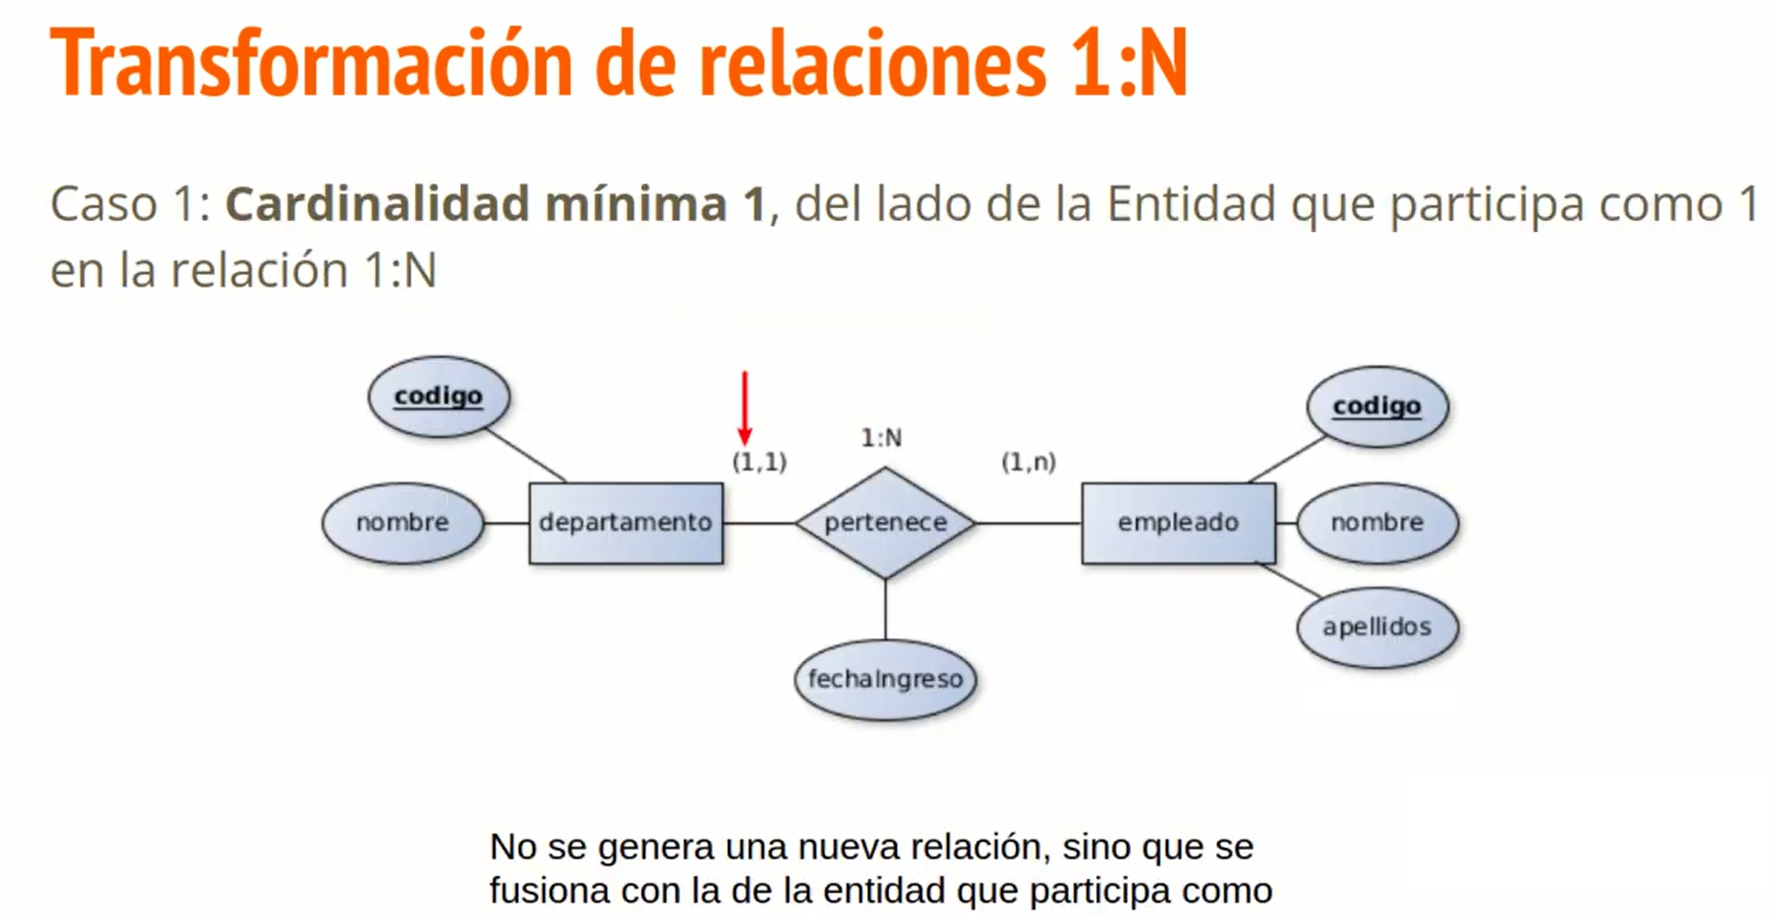 Transformación de relaciones 1:N
Caso 1: Cardinalidad mínima 1, del lado de la Entidad que participa como 1
en la relación 1:N
codigo
codigo
1:N
(1,1)
(1,n)
nombre
departamento
pertenece
empleado
nombre
apellidos
fechaIngreso
No se genera una nueva relación, sino que se
fusiona con la de la entidad que participa como